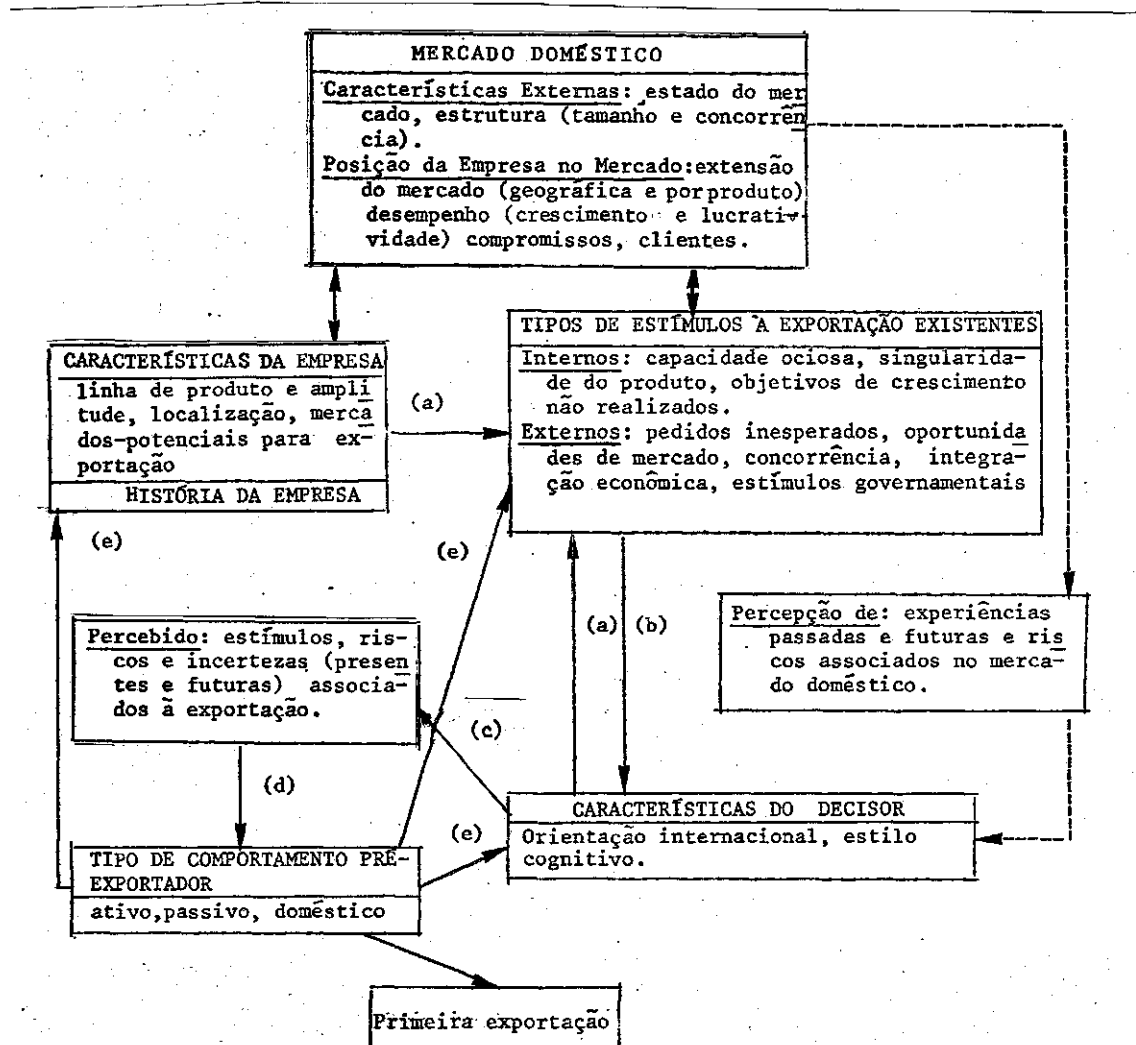 MERCADO DOMÉSTICO
Características Externas: estado do mer
cado, estrutura (tamanho e concorrên
cia).
Posição da Empresa no Mercado:extensão
do mercado (geográfica e por produto)
desempenho (crescimento e lucrati-
vidade) compromissos, clientes.
CARACTERÍSTICAS DA EMPRESA
linha de produto e ampli
tude, localização, merca
dos-potenciais para ex-
portação
HISTÓRIA DA EMPRESA
(a)
TIPOS DE ESTÍMULOS À EXPORTAÇÃO EXISTENTES
Internos: capacidade ociosa, singularida-
de do produto, objetivos de crescimento
não realizados.
Externos: pedidos inesperados, oportunida
des de mercado, concorrência, integra-
ção econômica, estímulos governamentais
(e)
(e)
(a)
(b)
Percebido: estímulos, ris-
cos e incertezas (presen
tes e futuras) associa-
dos à exportação.
Percepção de: experiências
passadas e futuras e ris
cos associados no merca-
do doméstico.
(c)
(d)
(e)
CARACTERÍSTICAS DO DECISOR
Orientação internacional, estilo
cognitivo.
TIPO DE COMPORTAMENTO PRÉ-
EXPORTADOR
ativo,passivo, doméstico
Primeira exportação